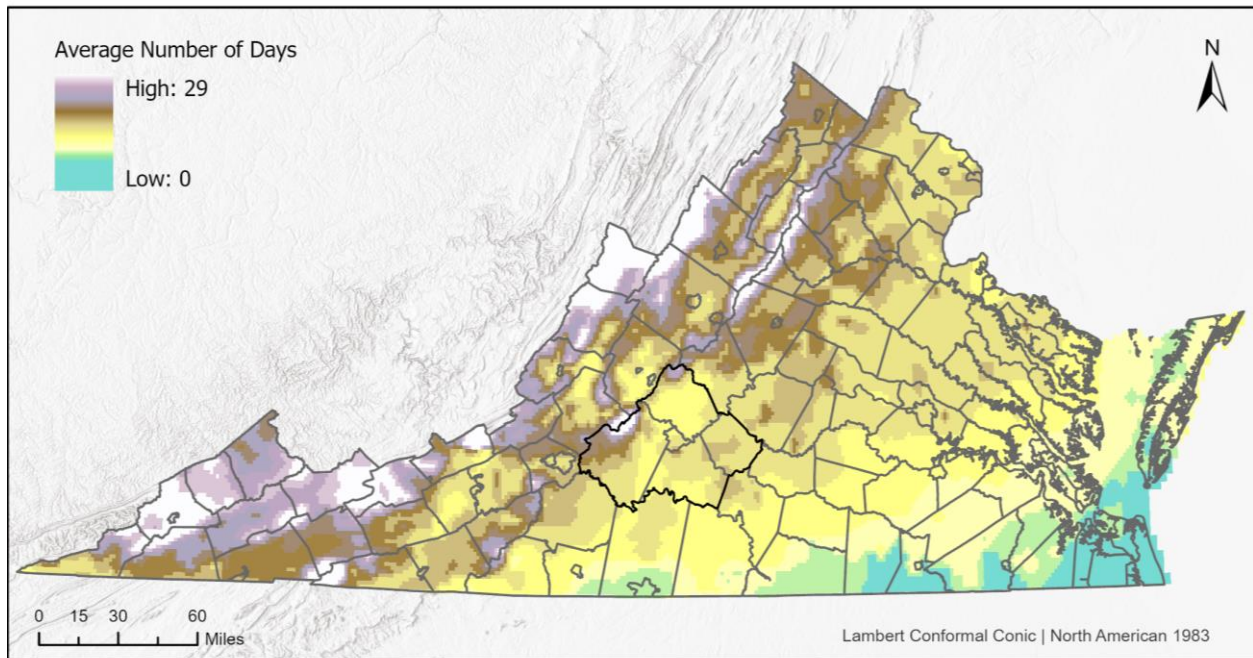 Average Number of Days
High: 29
Low: 0
N
0 15 30 60
Miles
Lambert Conformal Conic | North American 1983